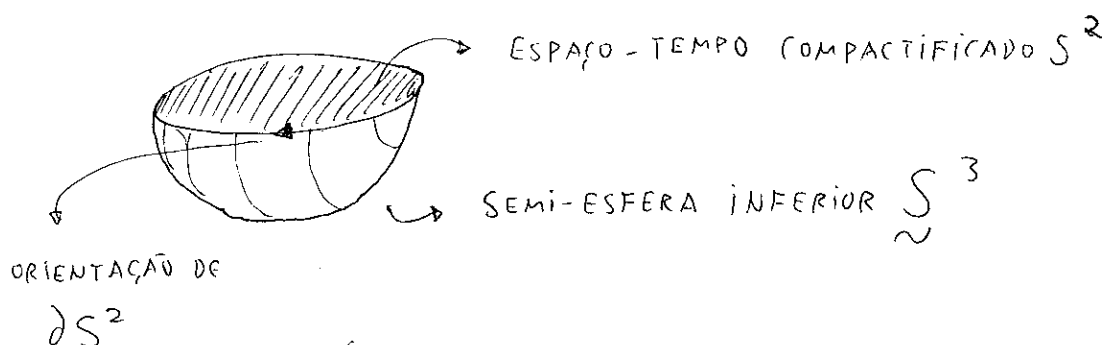 ESPAÇO-TEMPO COMPACTIFICADO S²
SEMI-ESFERA INFERIOR S̰³
ORIENTAÇÃO DE
∂S²